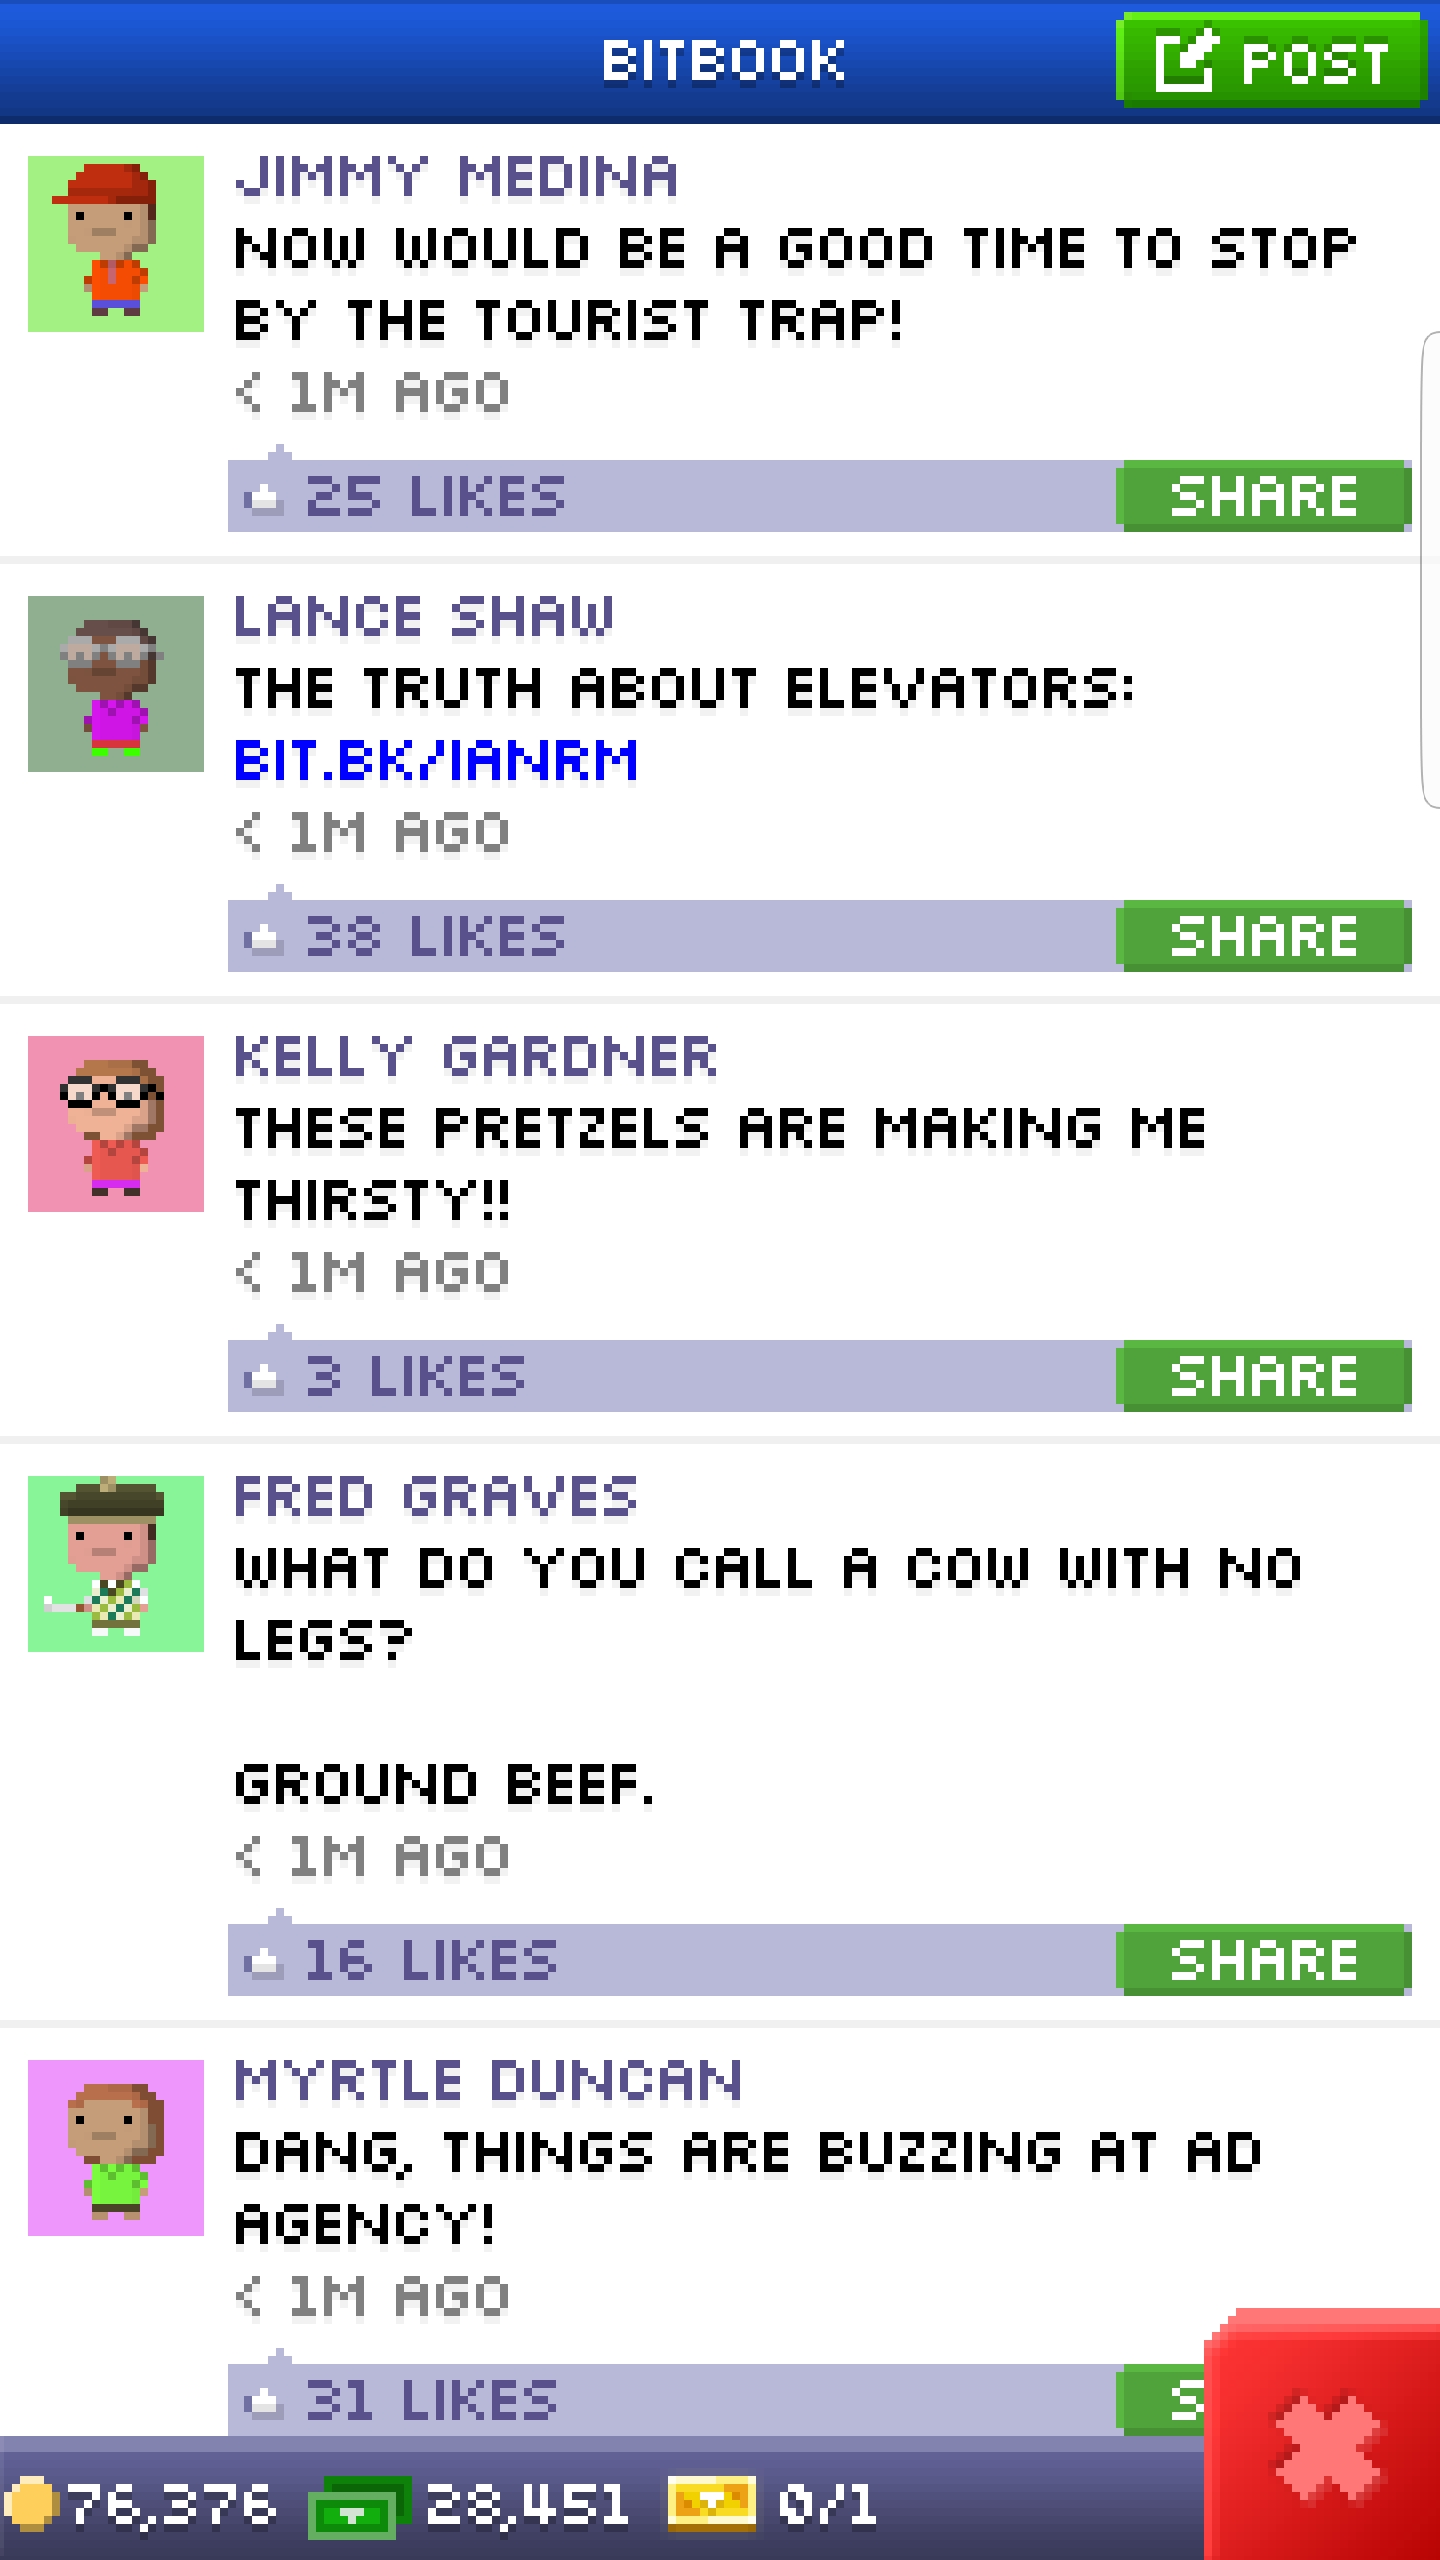 BITBOOK
POST
JIMMY MEDINA
NOW WOULD BE A GOOD TIME TO STOP
BY THE TOURIST TRAP!
< 1M AGO
25 LIKES
SHARE
LANCE SHAW
THE TRUTH ABOUT ELEVATORS:
BIT.BK/IANRM
< 1M AGO
38 LIKES
SHARE
KELLY GARDNER
THESE PRETZELS ARE MAKING ME
THIRSTY!!
< 1M AGO
3 LIKES
SHARE
FRED GRAVES
WHAT DO YOU CALL A COW WITH NO
LEGS?
GROUND BEEF.
< 1M AGO
16 LIKES
SHARE
MYRTLE DUNCAN
DANG, THINGS ARE BUZZING AT AD
AGENCY!
< 1M AGO
31 LIKES
S
76,376
28,451
0/1